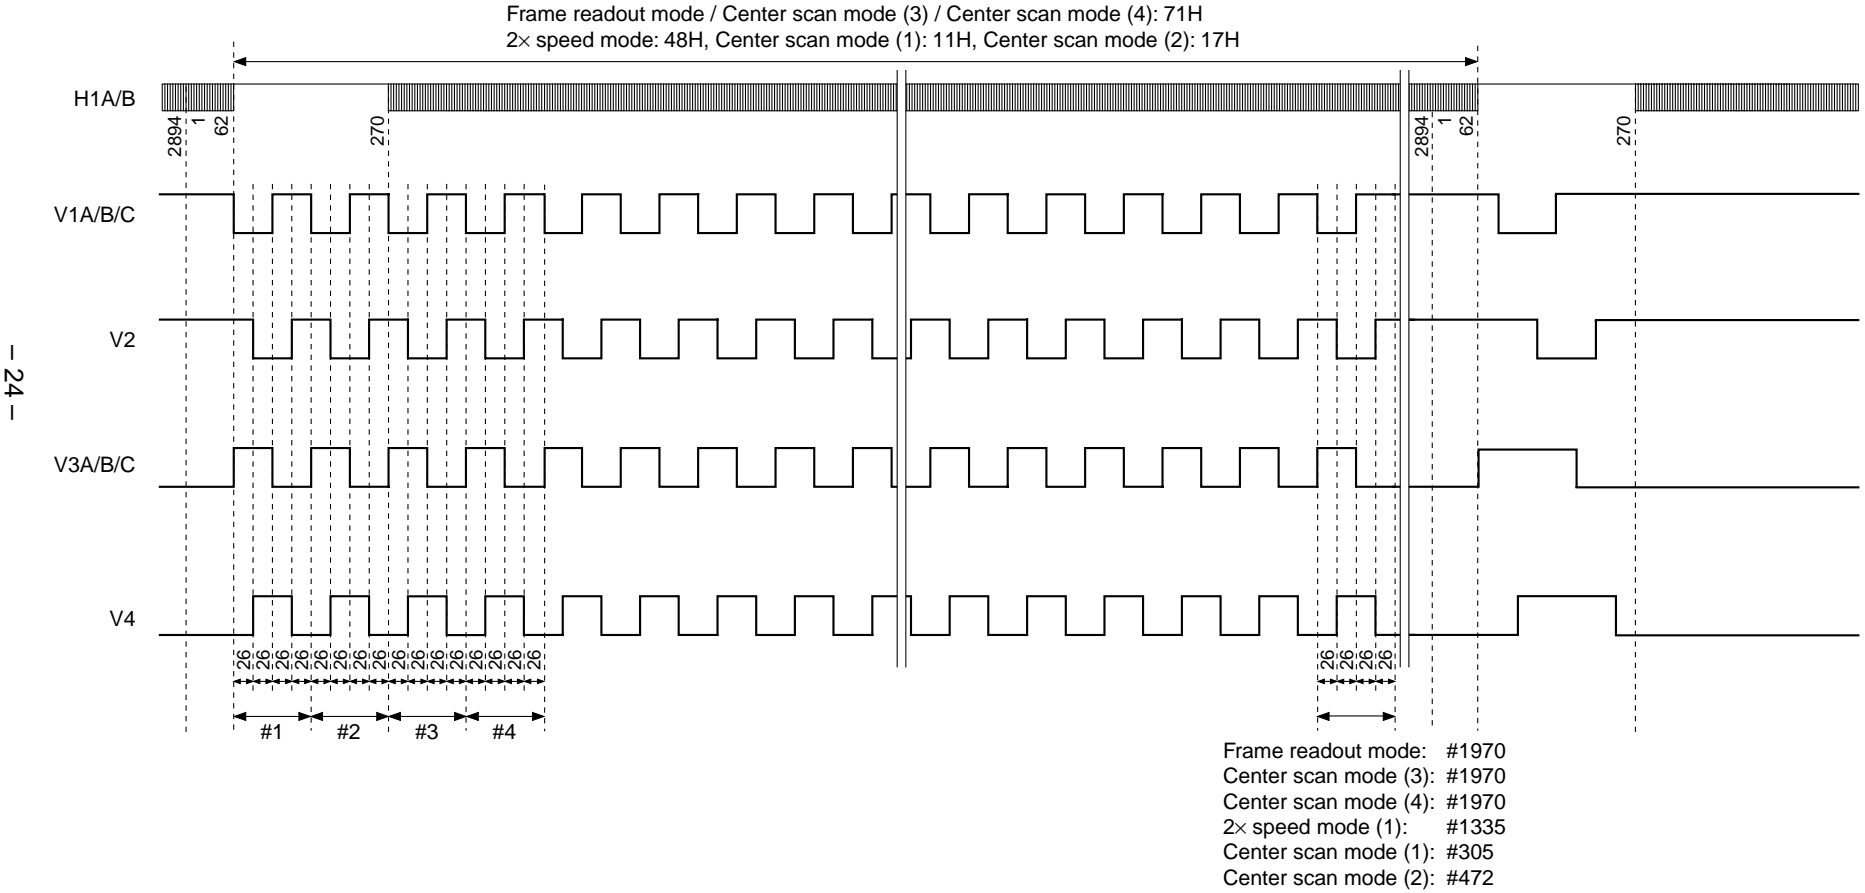 Frame readout mode / Center scan mode (3) / Center scan mode (4): 71H
2× speed mode: 48H, Center scan mode (1): 11H, Center scan mode (2): 17H
H1A/B
2894 1 62 270 2894 1 62 270
V1A/B/C
V2
V3A/B/C
V4
26 26 26 26 26 26 26 26 26 26 26 26 26 26 26 26 26 26 26 26
#1 #2 #3 #4
Frame readout mode: #1970
Center scan mode (3): #1970
Center scan mode (4): #1970
2× speed mode (1): #1335
Center scan mode (1): #305
Center scan mode (2): #472
– 24 –